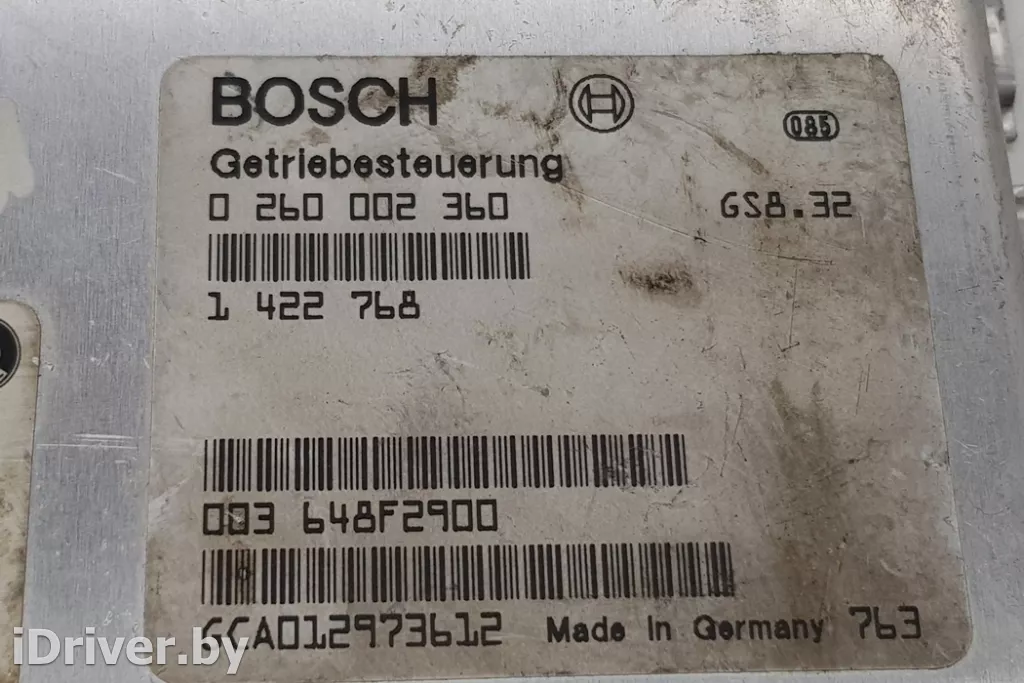 BOSCH
085
Getriebesteuerung
0 260 002 360 GS8.32
1 422 768
003 648F2900
GCA012973612 Made in Germany 763
iDriver.by